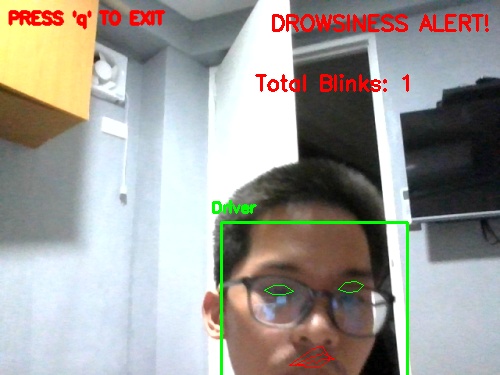 PRESS 'q' TO EXIT
DROWSINESS ALERT!
Total Blinks: 1
Driver